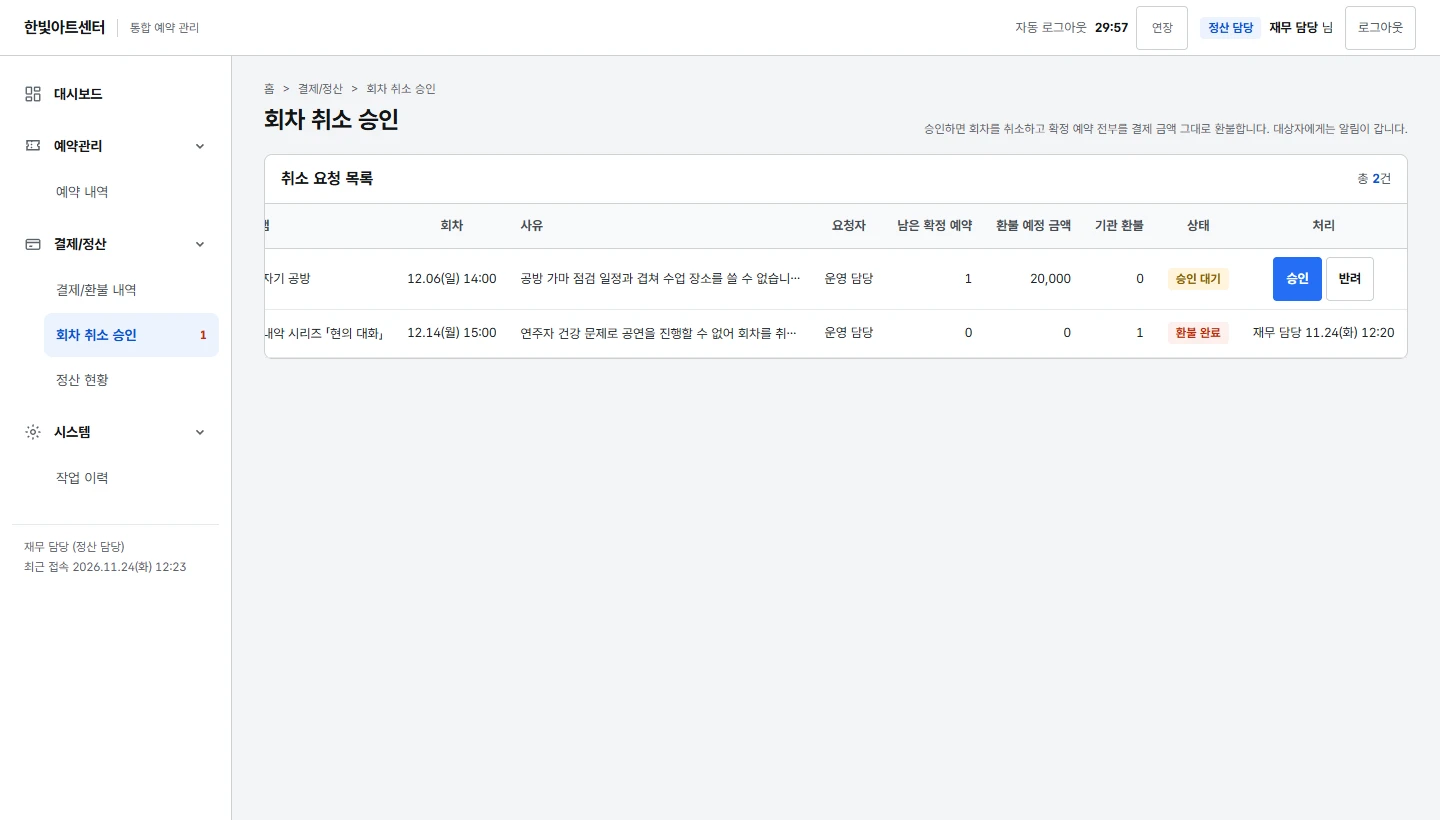 한빛아트센터 통합 예약 관리 자동 로그아웃 29:57 연장 정산 담당 재무 담당 님 로그아웃
대시보드
예약관리
예약 내역
결제/정산
결제/환불 내역
회차 취소 승인 1
정산 현황
시스템
작업 이력
재무 담당 (정산 담당)
최근 접속 2026.11.24(화) 12:23
홈 > 결제/정산 > 회차 취소 승인
회차 취소 승인
승인하면 회차를 취소하고 확정 예약 전부를 결제 금액 그대로 환불합니다. 대상자에게는 알림이 갑니다.
취소 요청 목록 총 2건
회차 사유 요청자 남은 확정 예약 환불 예정 금액 기관 환불 상태 처리
자기 공방 12.06(일) 14:00 공방 가마 점검 일정과 겹쳐 수업 장소를 쓸 수 없습니… 운영 담당 1 20,000 0 승인 대기 승인 반려
시리즈 「현의 대화」 12.14(월) 15:00 연주자 건강 문제로 공연을 진행할 수 없어 회차를 취… 운영 담당 0 0 1 환불 완료 재무 담당 11.24(화) 12:20